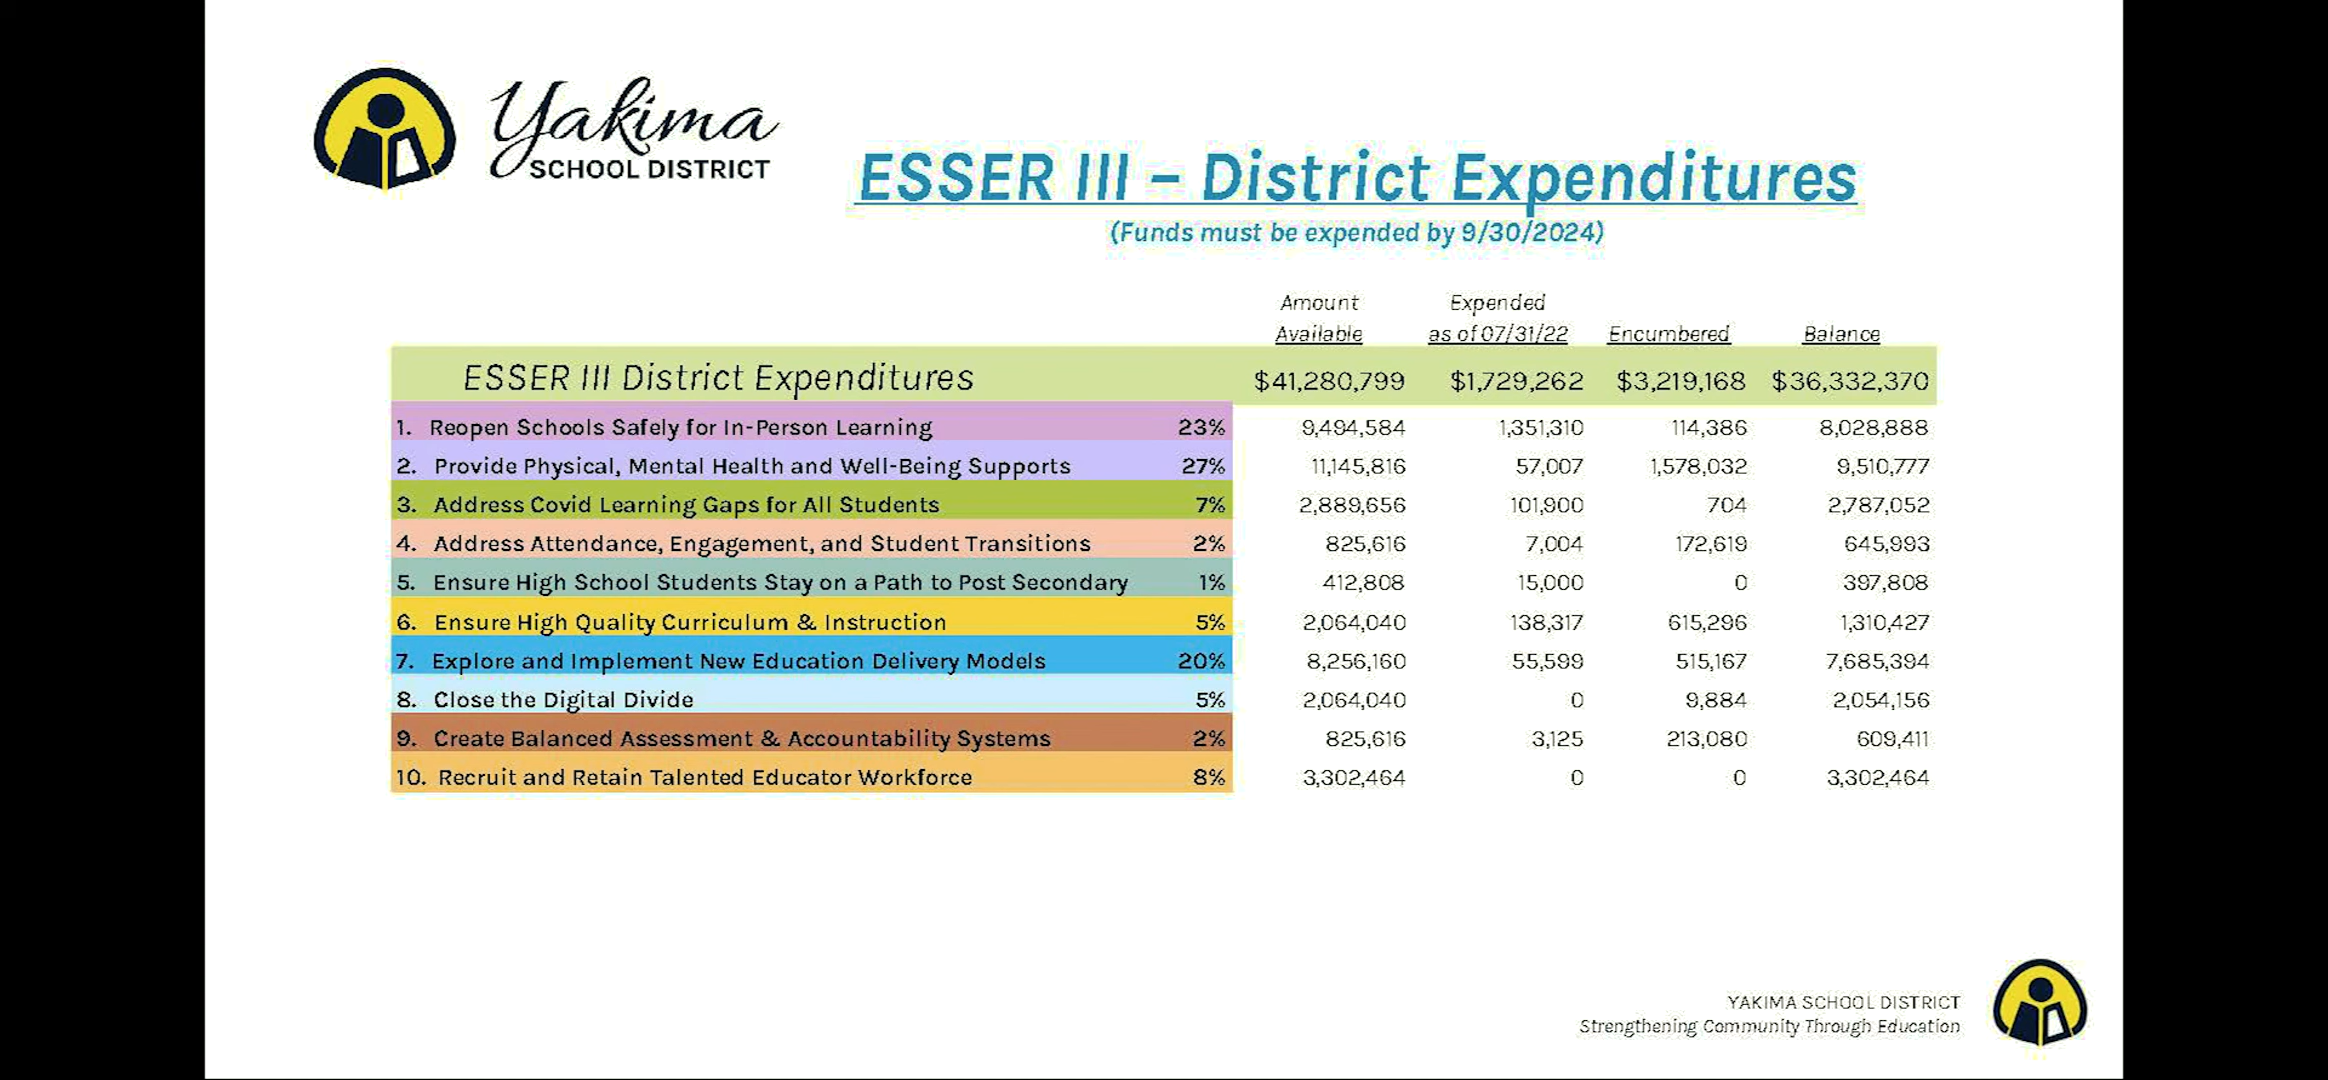 Yakima
SCHOOL DISTRICT
ESSER III – District Expenditures
(Funds must be expended by 9/30/2024)
Amount Available Expended as of 07/31/22 Encumbered Balance
ESSER III District Expenditures $41,280,799 $1,729,262 $3,219,168 $36,332,370
1. Reopen Schools Safely for In-Person Learning 23% 9,494,584 1,351,310 114,386 8,028,888
2. Provide Physical, Mental Health and Well-Being Supports 27% 11,145,816 57,007 1,578,032 9,510,777
3. Address Covid Learning Gaps for All Students 7% 2,889,656 101,900 704 2,787,052
4. Address Attendance, Engagement, and Student Transitions 2% 825,616 7,004 172,619 645,993
5. Ensure High School Students Stay on a Path to Post Secondary 1% 412,808 15,000 0 397,808
6. Ensure High Quality Curriculum & Instruction 5% 2,064,040 138,317 615,296 1,310,427
7. Explore and Implement New Education Delivery Models 20% 8,256,160 55,599 515,167 7,685,394
8. Close the Digital Divide 5% 2,064,040 0 9,884 2,054,156
9. Create Balanced Assessment & Accountability Systems 2% 825,616 3,125 213,080 609,411
10. Recruit and Retain Talented Educator Workforce 8% 3,302,464 0 0 3,302,464
YAKIMA SCHOOL DISTRICT
Strengthening Community Through Education